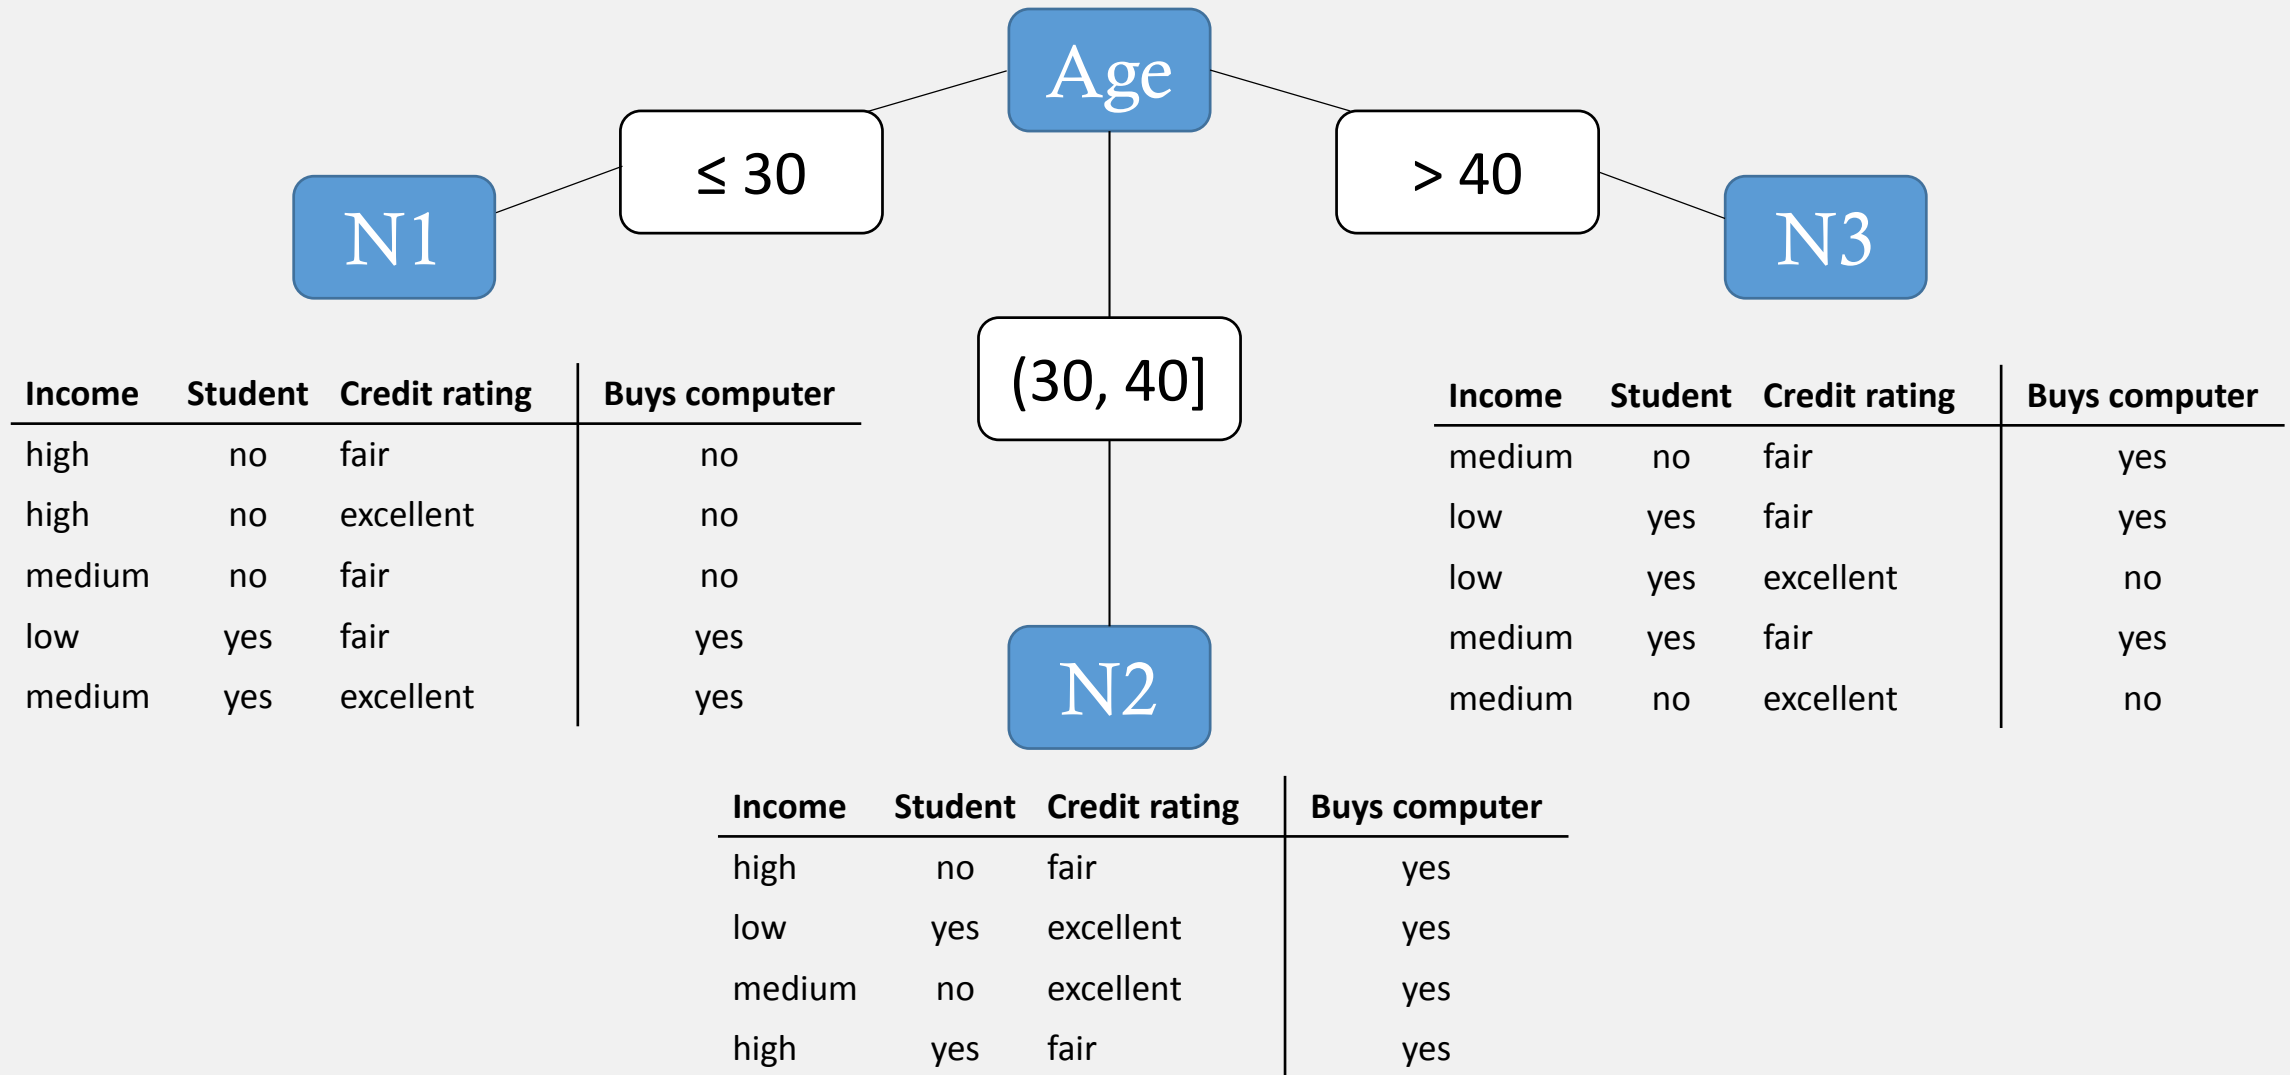 Age
≤ 30
> 40
N1
N3
(30, 40]
Income Student Credit rating Buys computer
high no fair no
high no excellent no
medium no fair no
low yes fair yes
medium yes excellent yes
Income Student Credit rating Buys computer
medium no fair yes
low yes fair yes
low yes excellent no
medium yes fair yes
medium no excellent no
N2
Income Student Credit rating Buys computer
high no fair yes
low yes excellent yes
medium no excellent yes
high yes fair yes